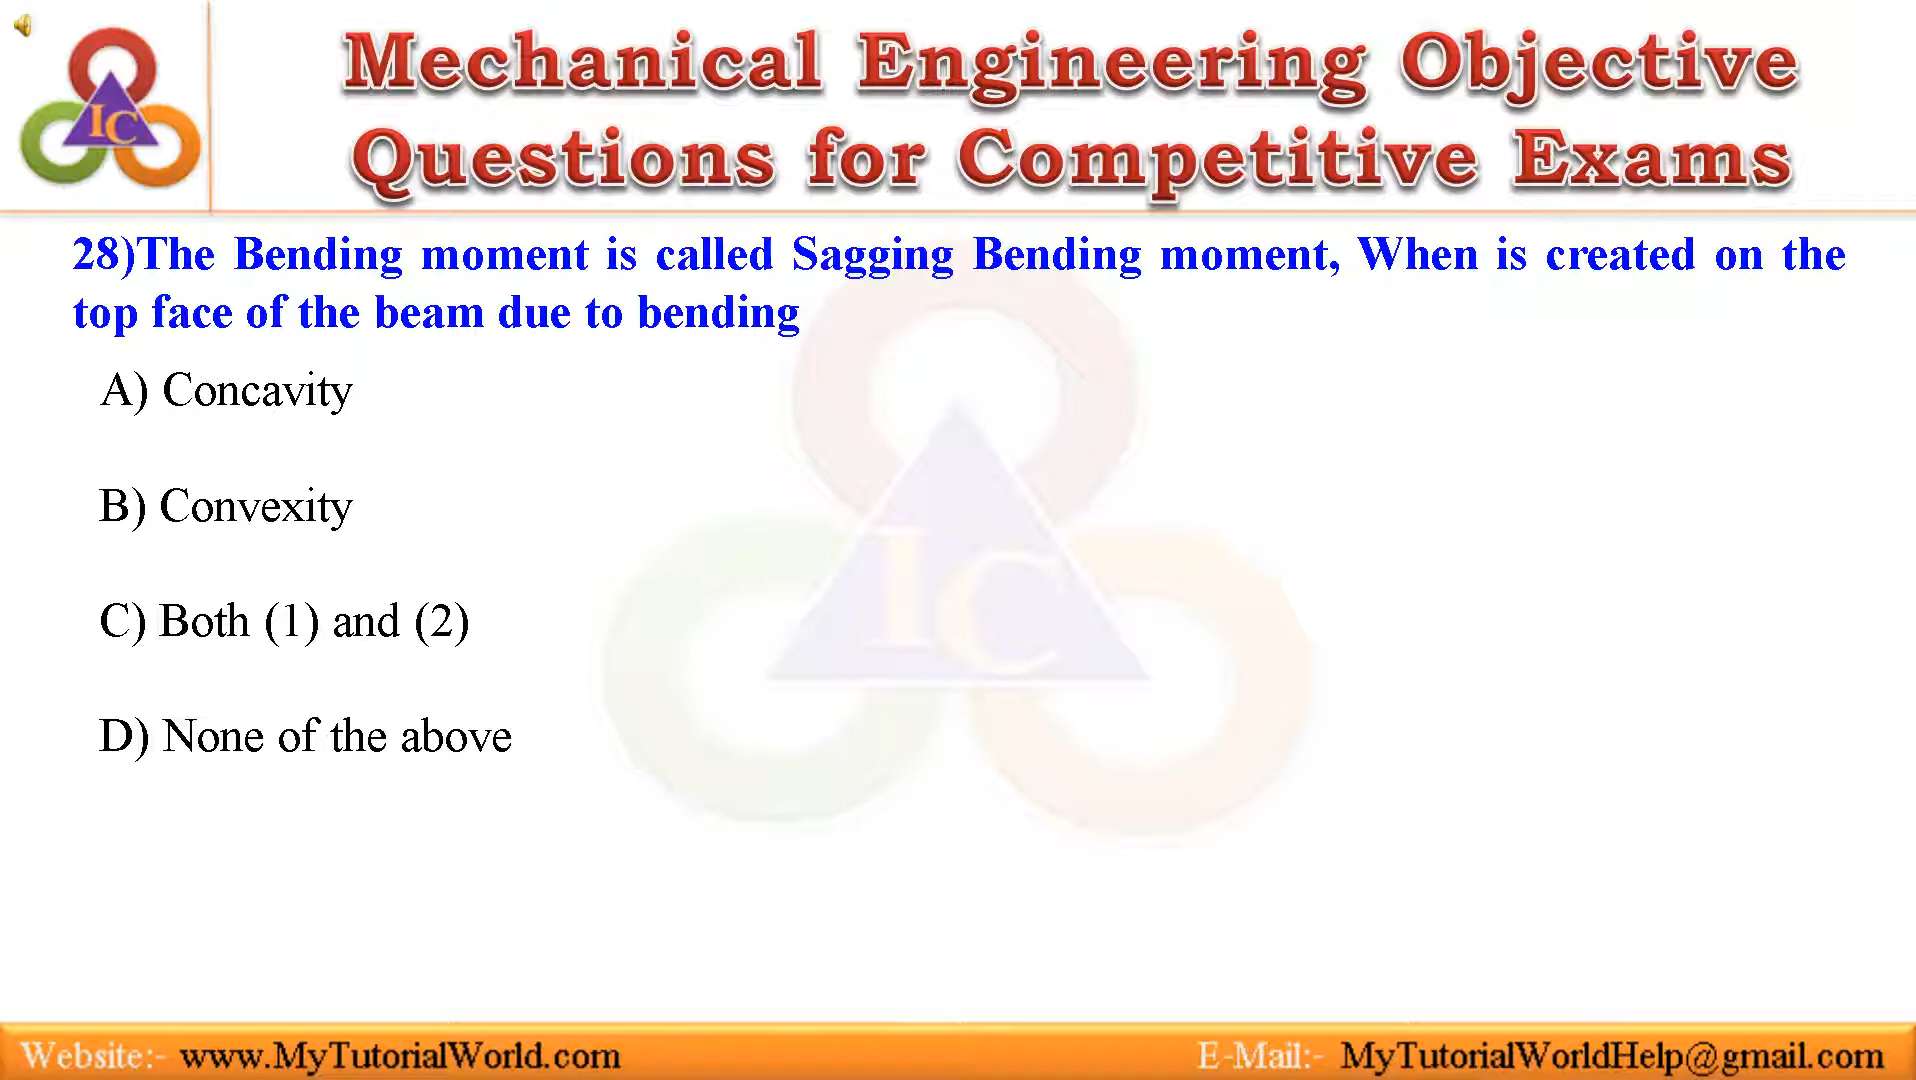 IC
Mechanical Engineering Objective
Questions for Competitive Exams
28)The Bending moment is called Sagging Bending moment, When is created on the
top face of the beam due to bending
A) Concavity
B) Convexity
C) Both (1) and (2)
D) None of the above
IC
Website:- www.MyTutorialWorld.com
E-Mail:- MyTutorialWorldHelp@gmail.com